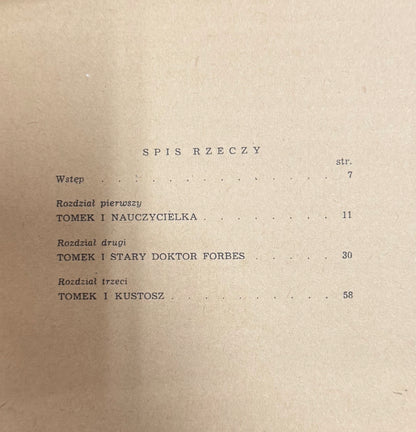 SPIS RZECZY
str.
Wstęp . . . . . . . . . . . . 7
Rozdział pierwszy
TOMEK I NAUCZYCIELKA . . . . . . . 11
Rozdział drugi
TOMEK I STARY DOKTOR FORBES . . . . . 30
Rozdział trzeci
TOMEK I KUSTOSZ . . . . . . . . . 58